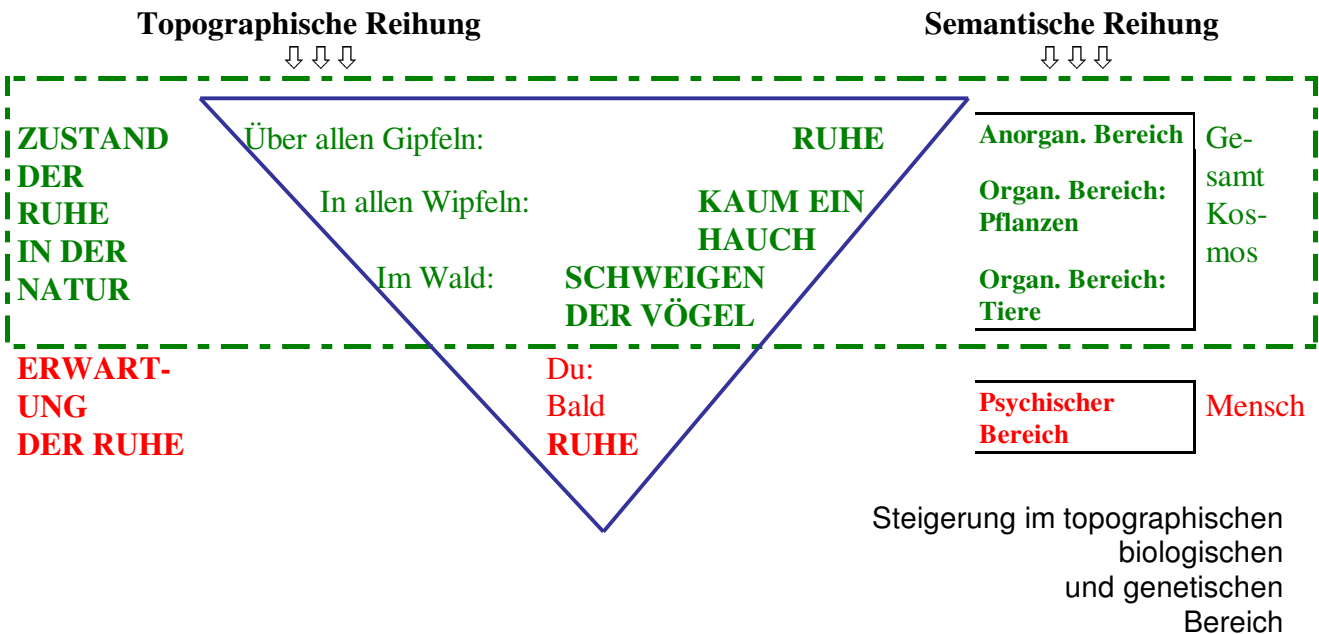 Topographische Reihung
Semantische Reihung
ZUSTAND
DER
RUHE
IN DER
NATUR
Über allen Gipfeln:
RUHE
In allen Wipfeln:
KAUM EIN
HAUCH
Im Wald:
SCHWEIGEN
DER VÖGEL
Anorgan. Bereich
Organ. Bereich:
Pflanzen
Organ. Bereich:
Tiere
Ge-
samt
Kos-
mos
ERWART-
UNG
DER RUHE
Du:
Bald
RUHE
Psychischer
Bereich
Mensch
Steigerung im topographischen
biologischen
und genetischen
Bereich